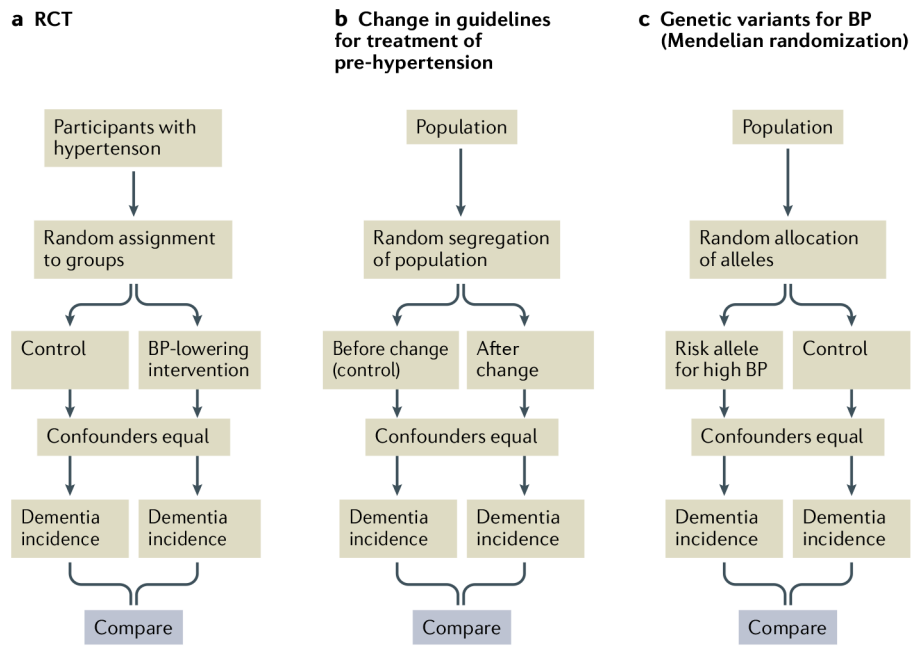 a RCT
Participants with
hypertenson
Random assignment
to groups
Control
BP-lowering
intervention
Confounders equal
Dementia
incidence
Dementia
incidence
Compare
b Change in guidelines
for treatment of
pre-hypertension
Population
Random segregation
of population
Before change
(control)
After
change
Confounders equal
Dementia
incidence
Dementia
incidence
Compare
c Genetic variants for BP
(Mendelian randomization)
Population
Random allocation
of alleles
Risk allele
for high BP
Control
Confounders equal
Dementia
incidence
Dementia
incidence
Compare